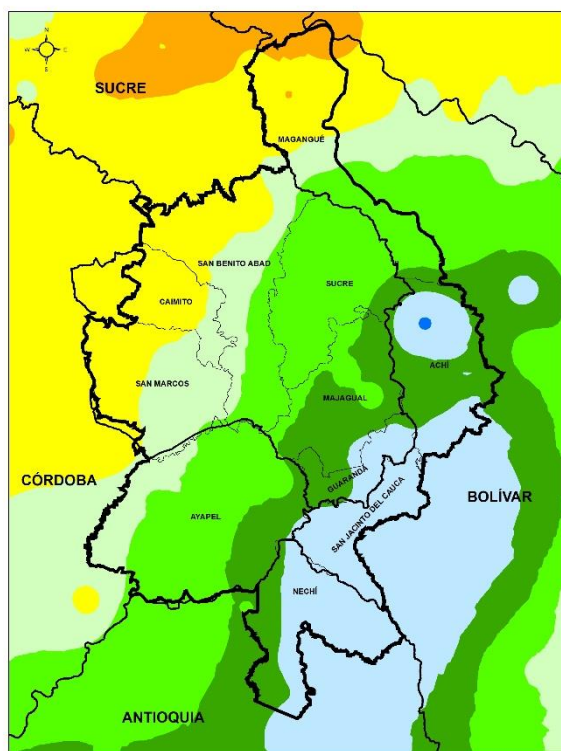 N
W
C
S
SUCRE
MAGANGUÉ
SAN BENITO ABAD
SUCRE
CAIMITO
ACHÍ
SAN MARCOS
MAJAGUAL
CÓRDOBA
GUARANDA
BOLÍVAR
AYAPEL
SAN JACINTO DEL CAUCA
NECHÍ
ANTIOQUIA